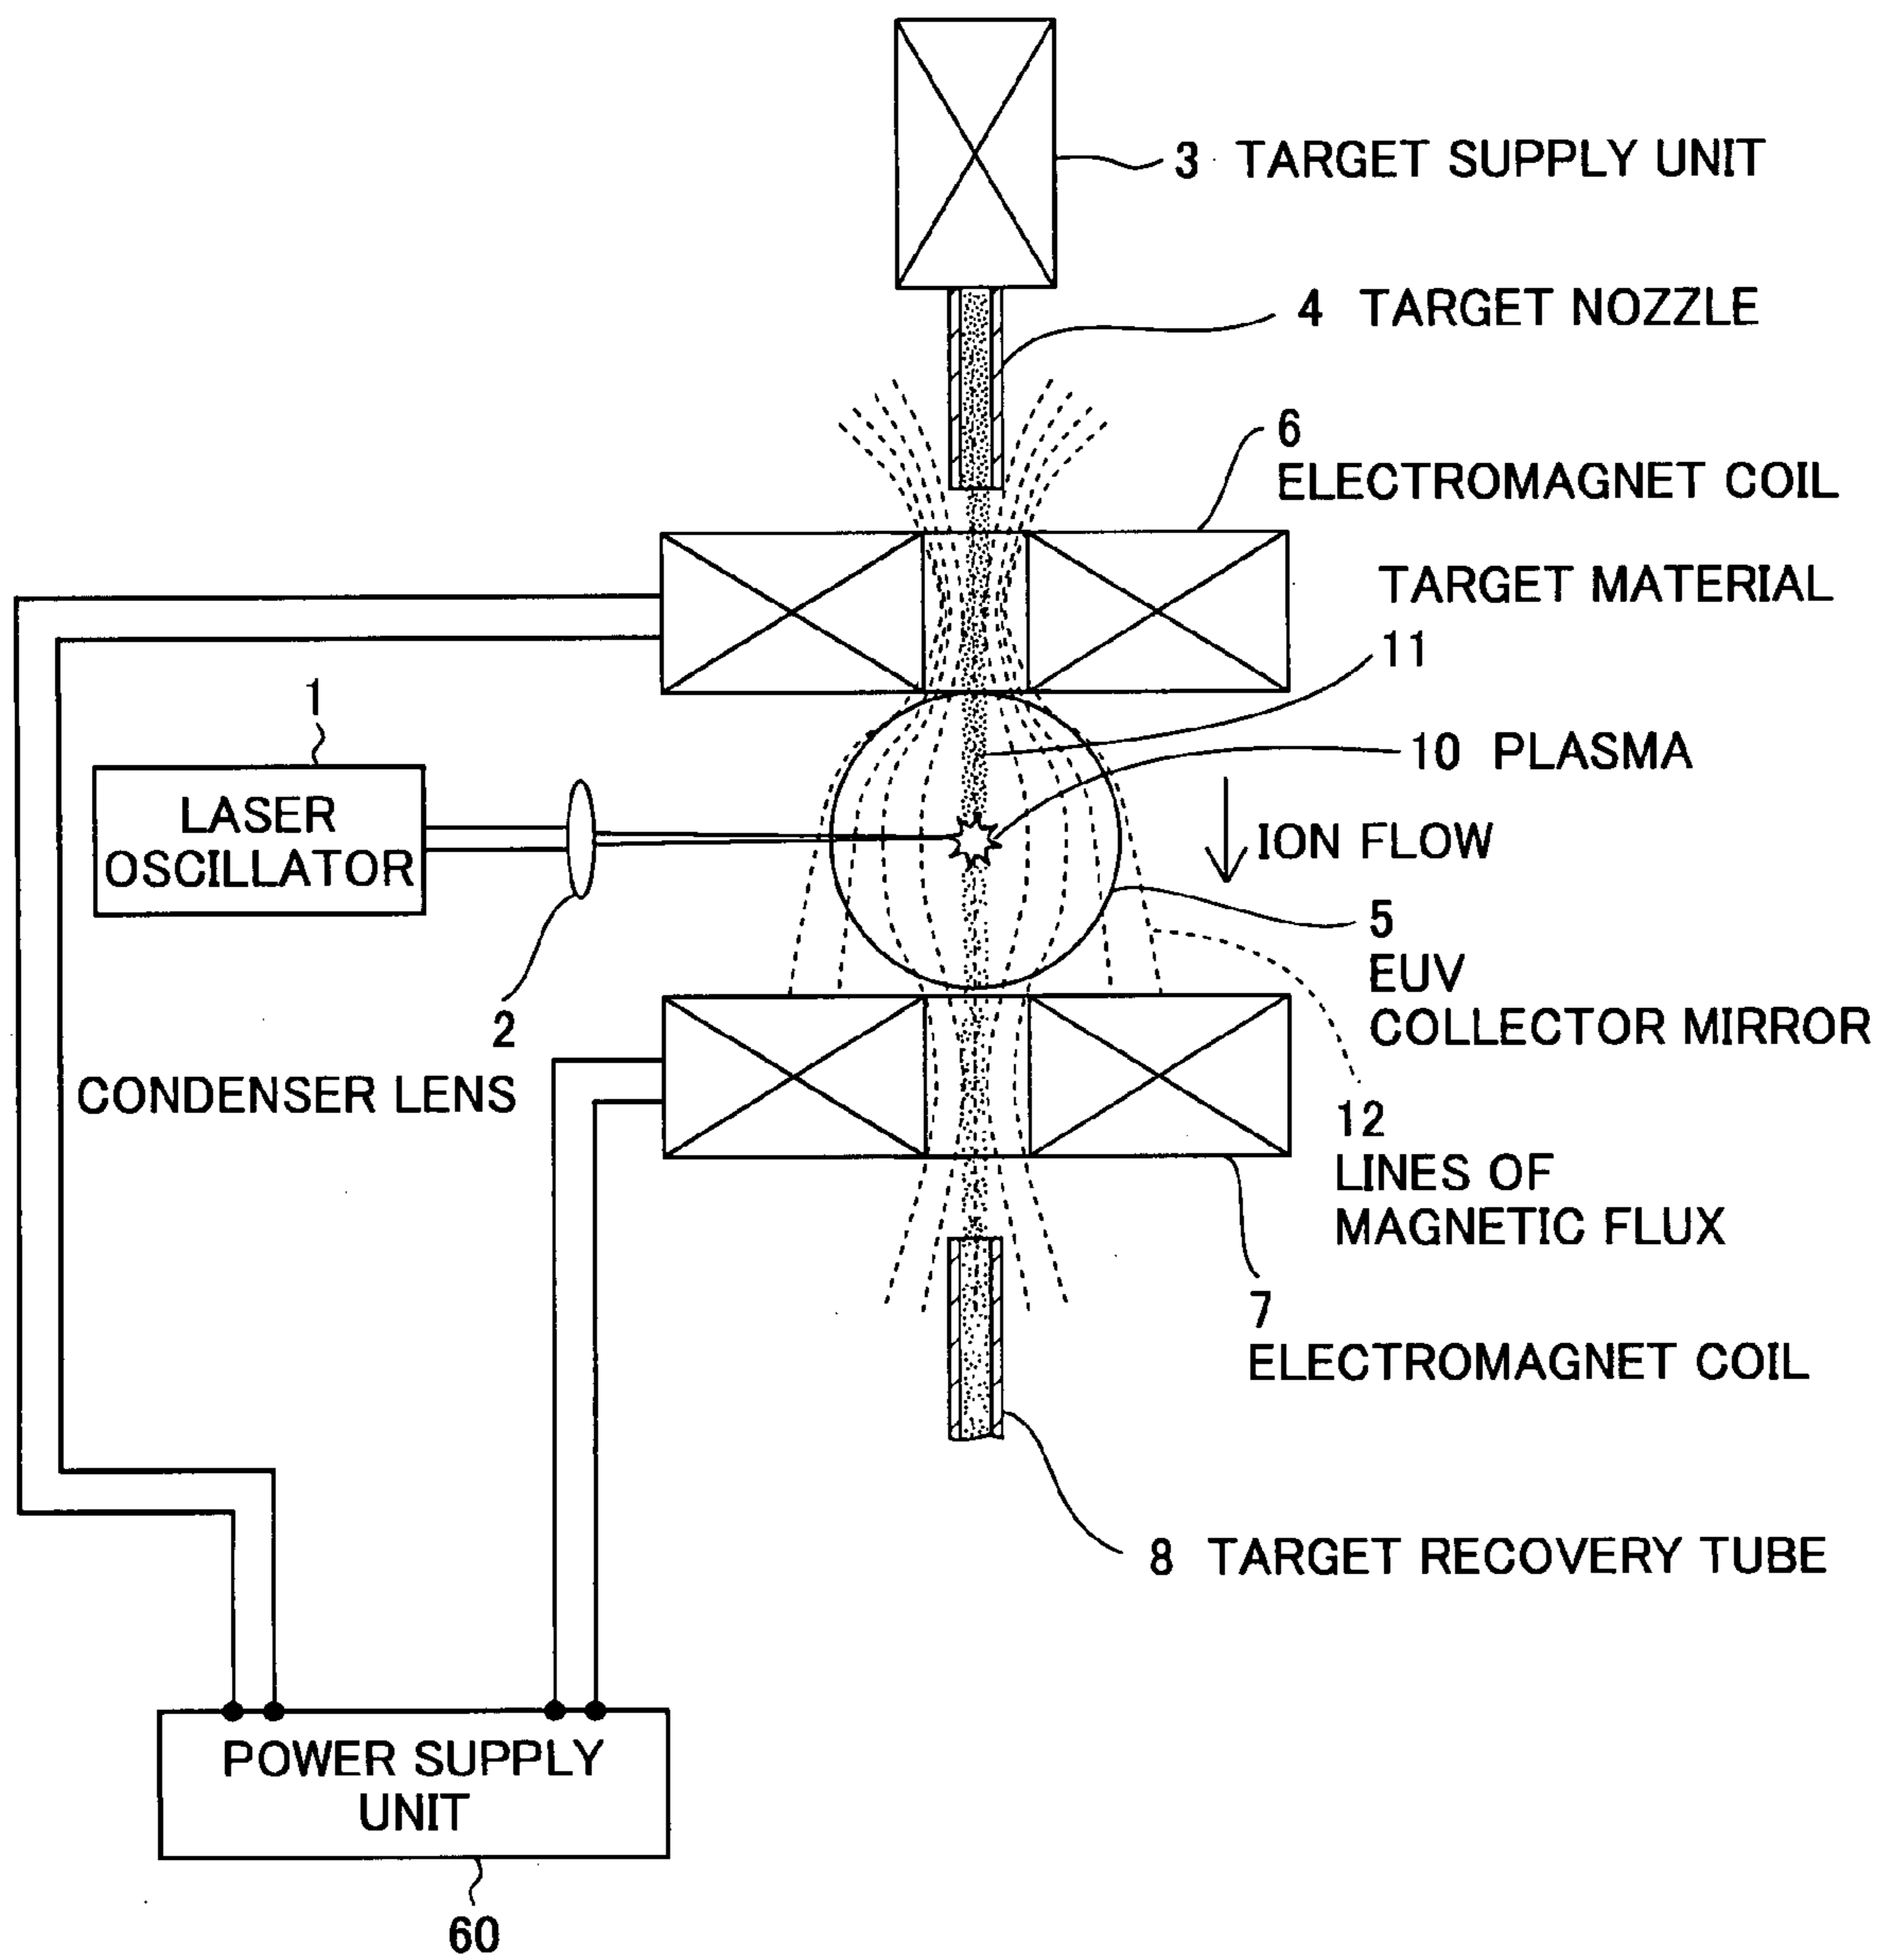 3 TARGET SUPPLY UNIT
4 TARGET NOZZLE
6
ELECTROMAGNET COIL
TARGET MATERIAL
11
10 PLASMA
1
LASER
OSCILLATOR
ION FLOW
5
EUV
COLLECTOR MIRROR
2
CONDENSER LENS
12
LINES OF
MAGNETIC FLUX
7
ELECTROMAGNET COIL
8 TARGET RECOVERY TUBE
POWER SUPPLY
UNIT
60